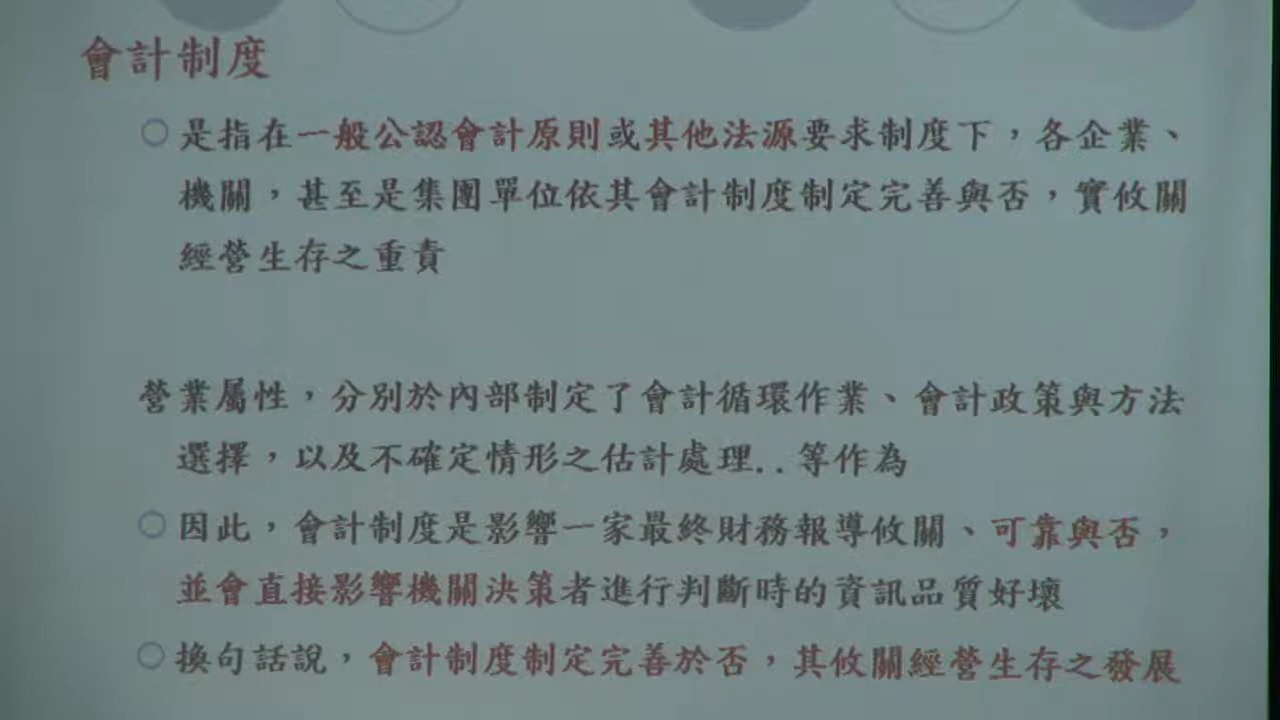 會計制度
是指在一般公認會計原則或其他法源要求制度下，各企業、
機關，甚至是集團單位依其會計制度制定完善與否，實攸關
經營生存之重責
營業屬性，分別於內部制定了會計循環作業、會計政策與方法
選擇，以及不確定情形之估計處理..等作為
因此，會計制度是影響一家最終財務報導攸關、可靠與否，
並會直接影響機關決策者進行判斷時的資訊品質好壞
換句話說，會計制度制定完善於否，其攸關經營生存之發展